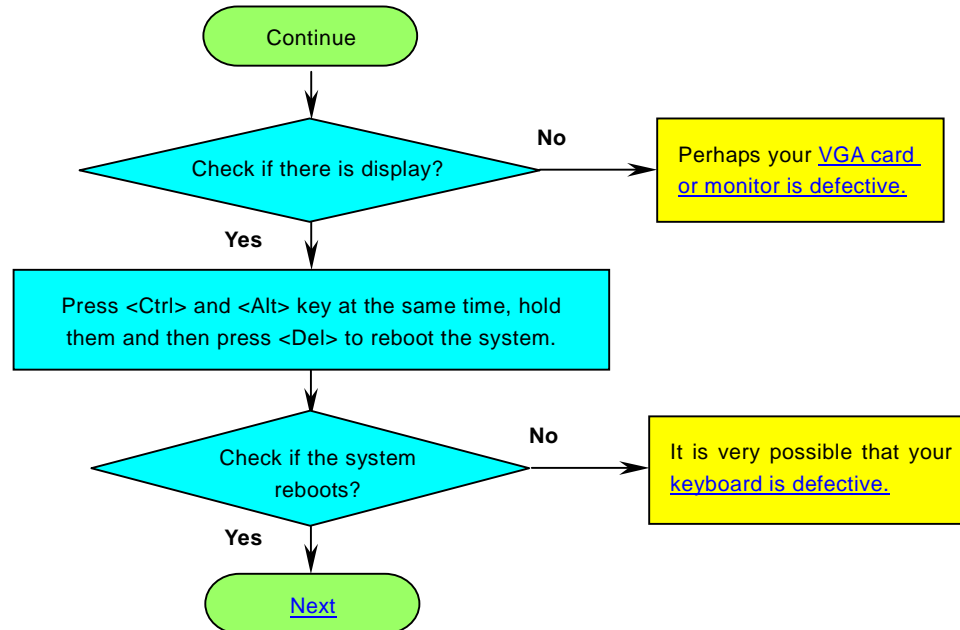 Continue
Check if there is display?
No
Perhaps your VGA card
or monitor is defective.
Yes
Press <Ctrl> and <Alt> key at the same time, hold
them and then press <Del> to reboot the system.
Check if the system
reboots?
No
It is very possible that your
keyboard is defective.
Yes
Next